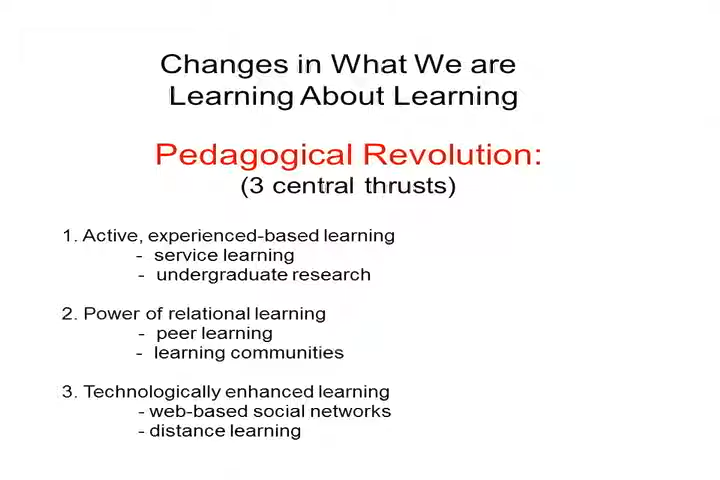 Changes in What We are
Learning About Learning
Pedagogical Revolution:
(3 central thrusts)
1. Active, experienced-based learning
- service learning
- undergraduate research
2. Power of relational learning
- peer learning
- learning communities
3. Technologically enhanced learning
- web-based social networks
- distance learning